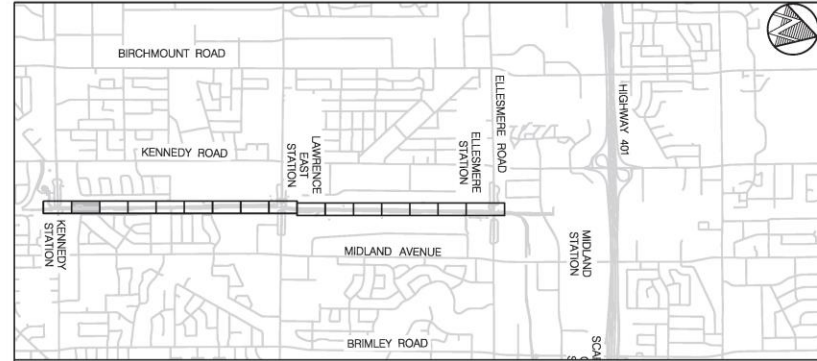 BIRCHMOUNT ROAD
KENNEDY ROAD
KENNEDY
STATION
LAWRENCE
EAST
STATION
ELLESMERE
STATION
ELLESMERE ROAD
HIGHWAY 401
MIDLAND
STATION
MIDLAND AVENUE
BRIMLEY ROAD